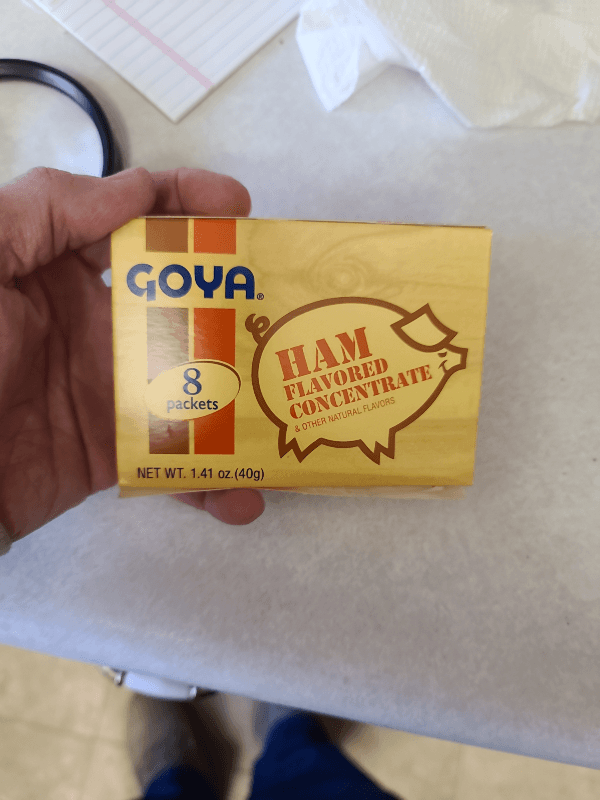 GOYA®
8
packets
HAM
FLAVORED
CONCENTRATE
& OTHER NATURAL FLAVORS
NET WT. 1.41 oz.(40g)